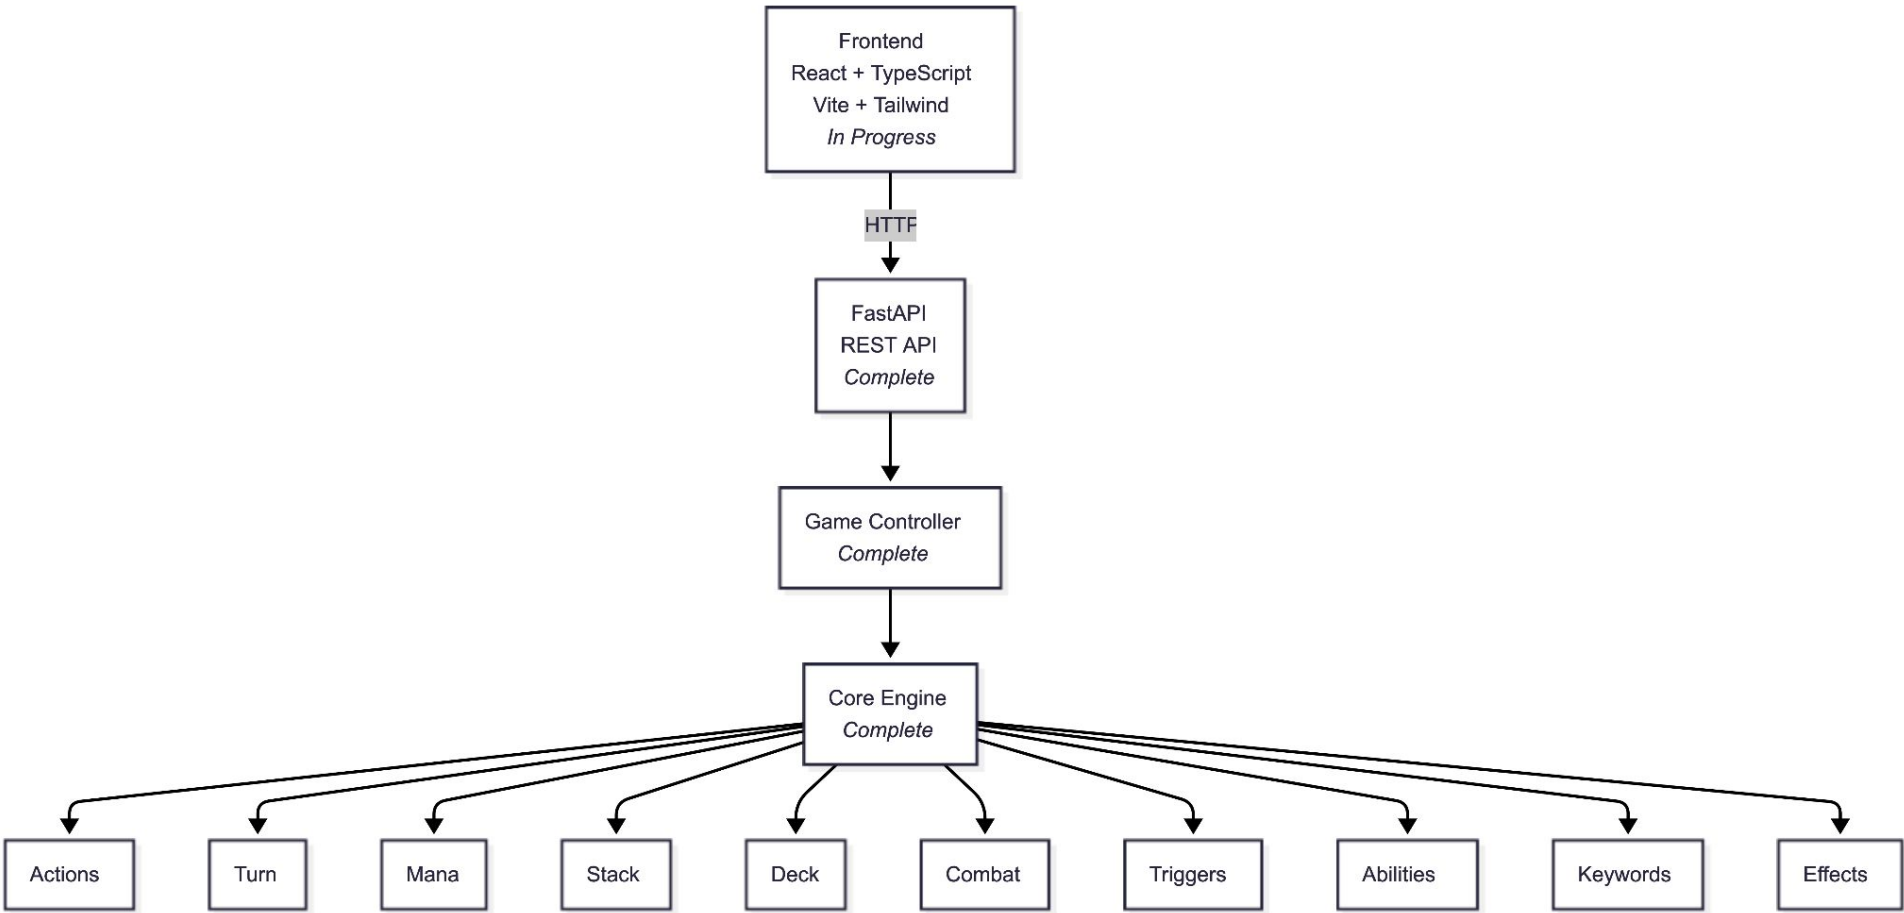 Frontend
React + TypeScript
Vite + Tailwind
In Progress
HTTP
FastAPI
REST API
Complete
Game Controller
Complete
Core Engine
Complete
Actions
Turn
Mana
Stack
Deck
Combat
Triggers
Abilities
Keywords
Effects